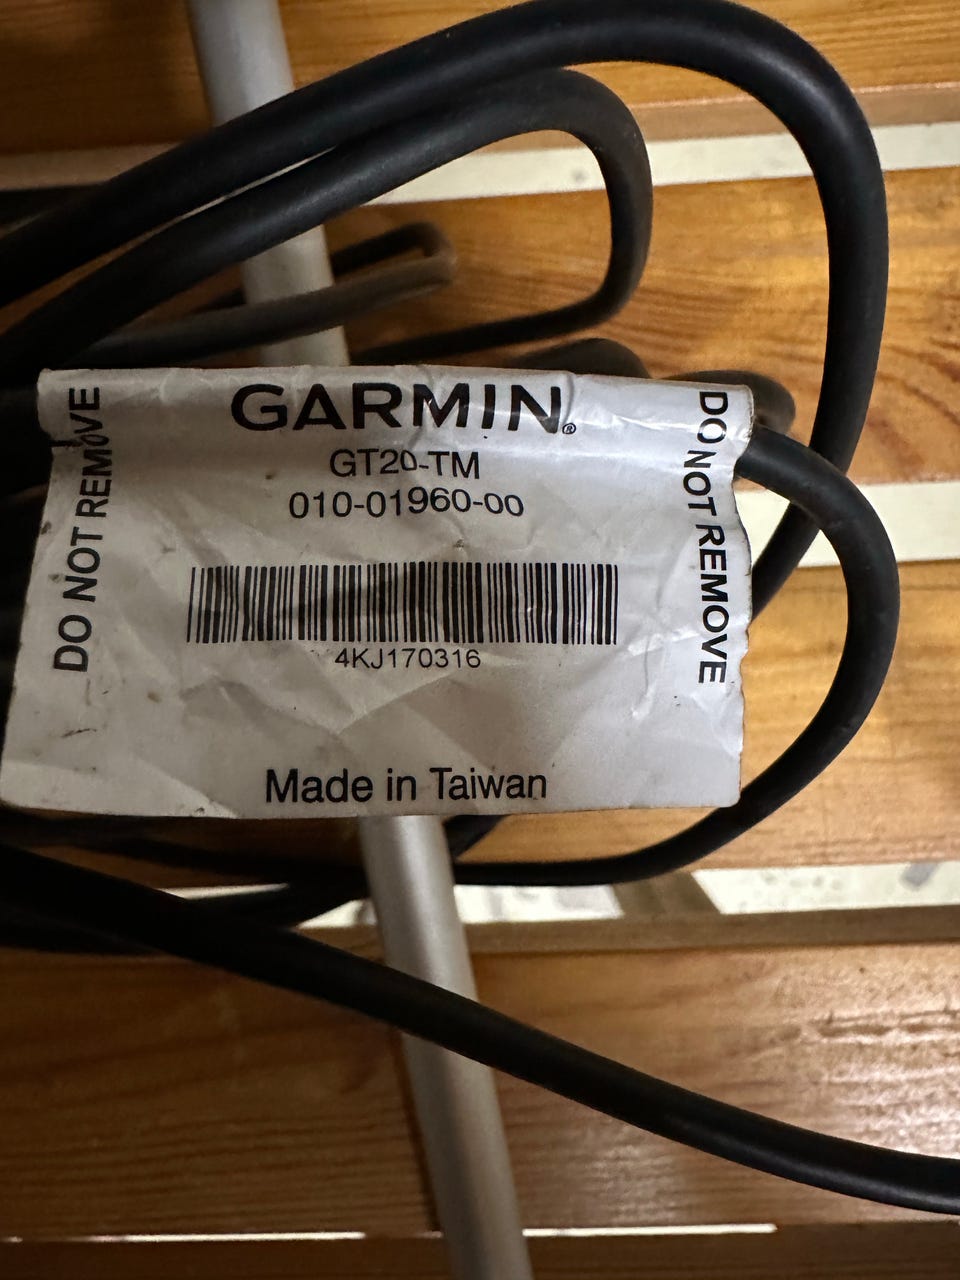 GARMIN®
GT20-TM
010-01960-00
4KJ170316
Made in Taiwan
DO NOT REMOVE
DO NOT REMOVE